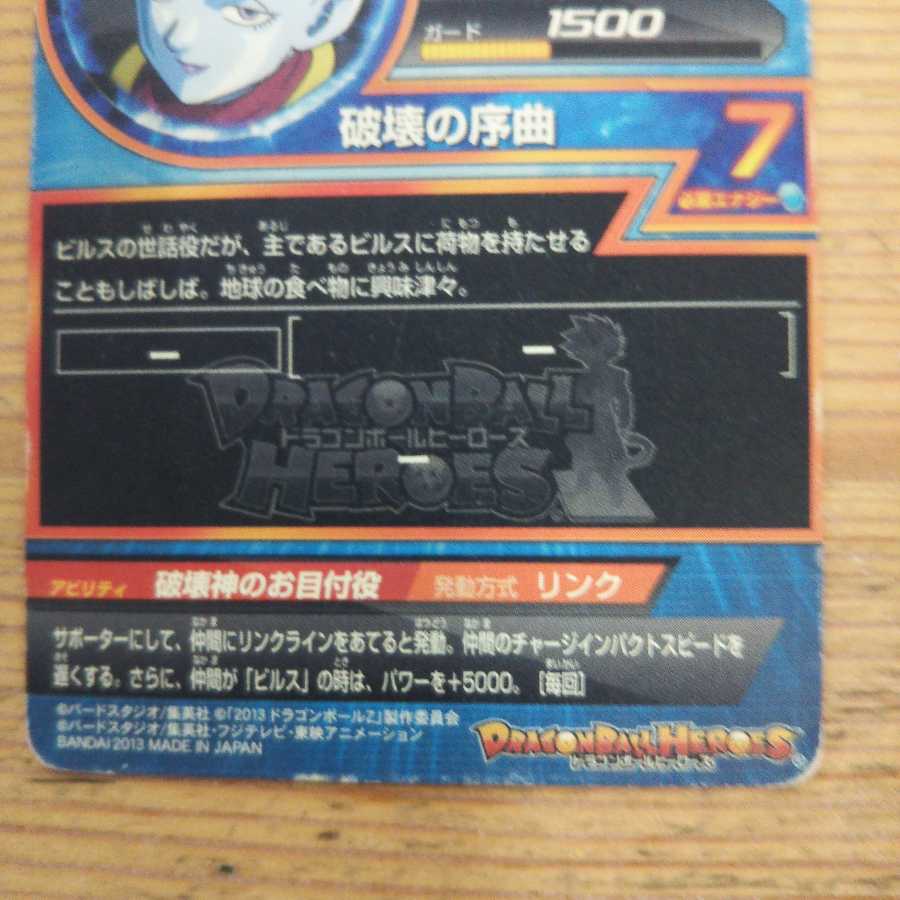 ガード 1500
破壊の序曲
7
必殺エナジー
ビルスの世話役だが、主であるビルスに荷物を持たせる
こともしばしば。地球の食べ物に興味津々。
ー
ー
DRAGONBALL
ドラゴンボールヒーローズ
HEROES
ー
アビリティ 破壊神のお目付役 発動方式 リンク
サポーターにして、仲間にリンクラインをあてると発動。仲間のチャージインパクトスピードを
遅くする。さらに、仲間が「ビルス」の時は、パワーを+5000。[毎回]
©バードスタジオ/集英社 ©「2013 ドラゴンボールZ」製作委員会
©バードスタジオ/集英社・フジテレビ・東映アニメーション
BANDAI 2013 MADE IN JAPAN
DRAGONBALL HEROES
ドラゴンボールヒーローズ